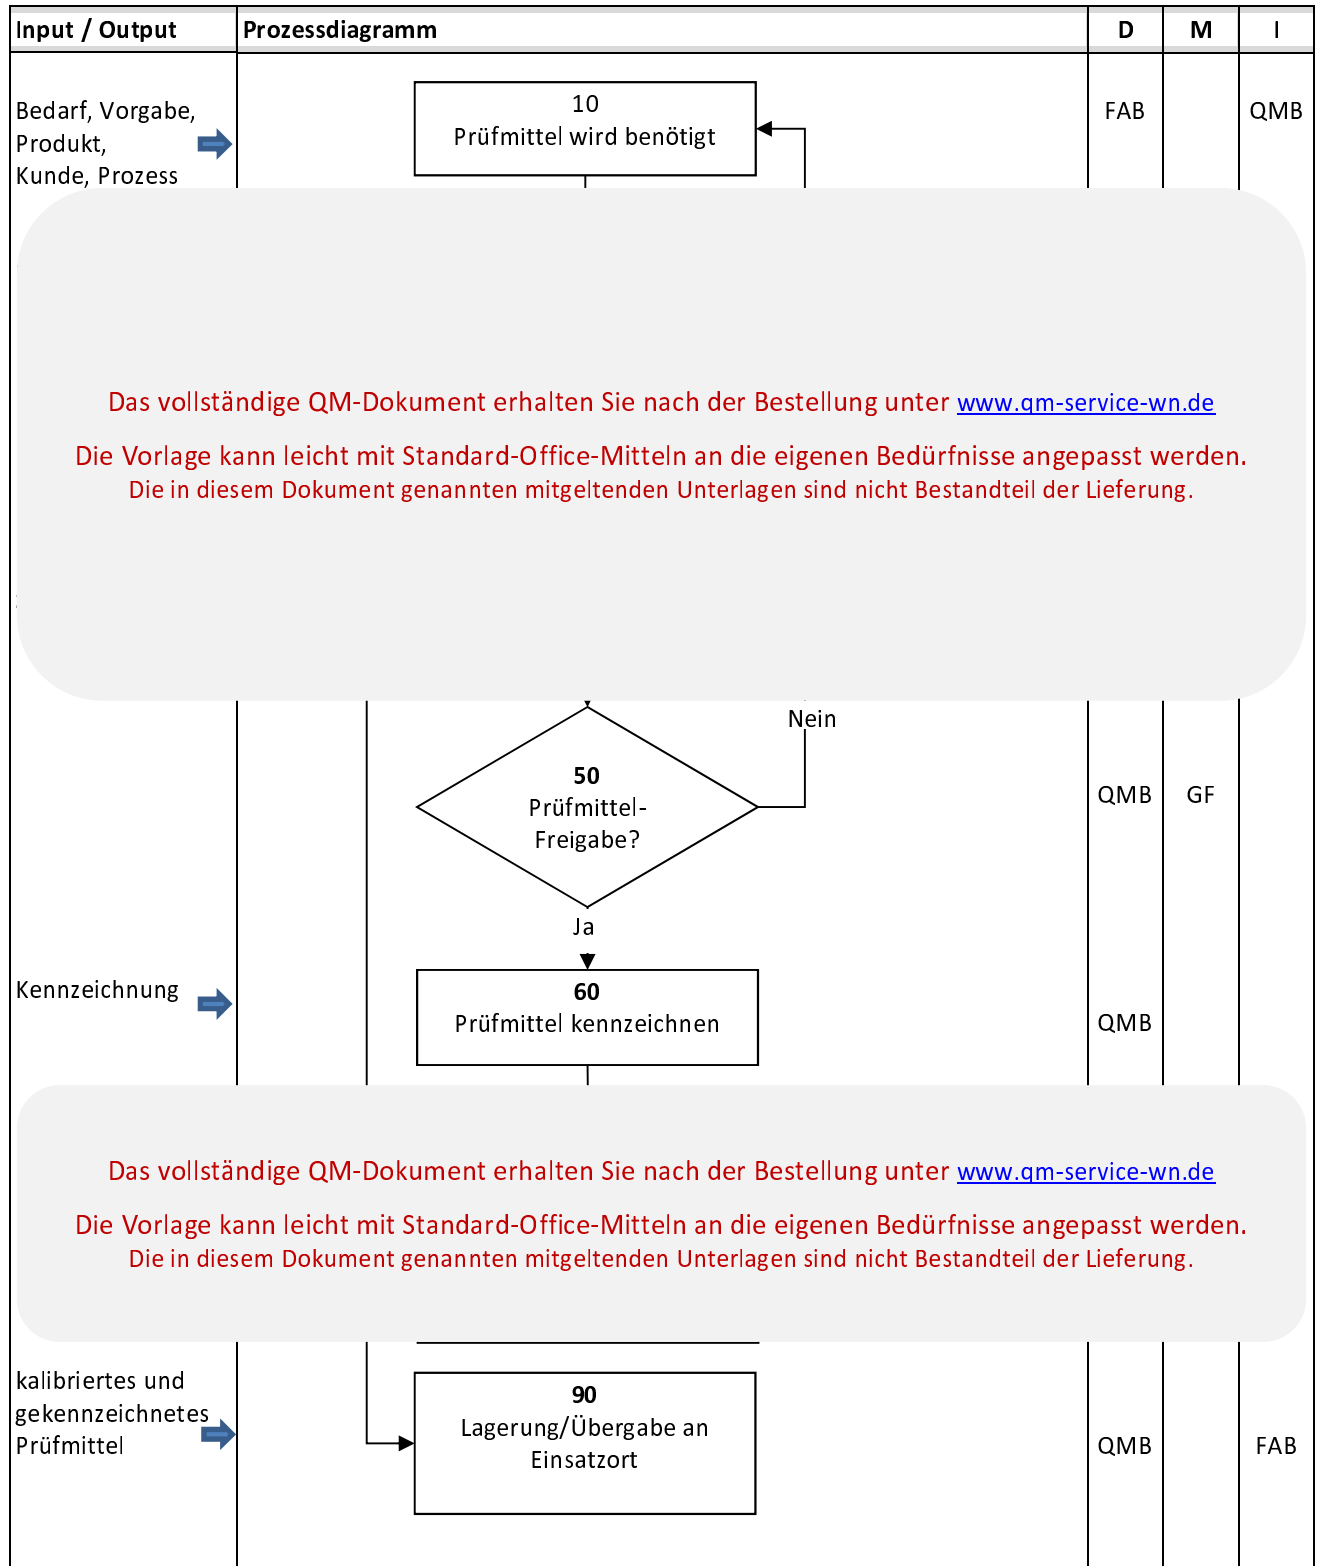 Input / Output Prozessdiagramm D M I
10
Bedarf, Vorgabe,
Produkt,
Kunde, Prozess
Prüfmittel wird benötigt
FAB QMB
Das vollständige QM-Dokument erhalten Sie nach der Bestellung unter www.qm-service-wn.de
Die Vorlage kann leicht mit Standard-Office-Mitteln an die eigenen Bedürfnisse angepasst werden.
Die in diesem Dokument genannten mitgeltenden Unterlagen sind nicht Bestandteil der Lieferung.
Nein
50
Prüfmittel-
Freigabe?
QMB GF
Ja
Kennzeichnung
60
Prüfmittel kennzeichnen
QMB
Das vollständige QM-Dokument erhalten Sie nach der Bestellung unter www.qm-service-wn.de
Die Vorlage kann leicht mit Standard-Office-Mitteln an die eigenen Bedürfnisse angepasst werden.
Die in diesem Dokument genannten mitgeltenden Unterlagen sind nicht Bestandteil der Lieferung.
kalibriertes und
gekennzeichnetes
Prüfmittel
90
Lagerung/Übergabe an
Einsatzort
QMB FAB